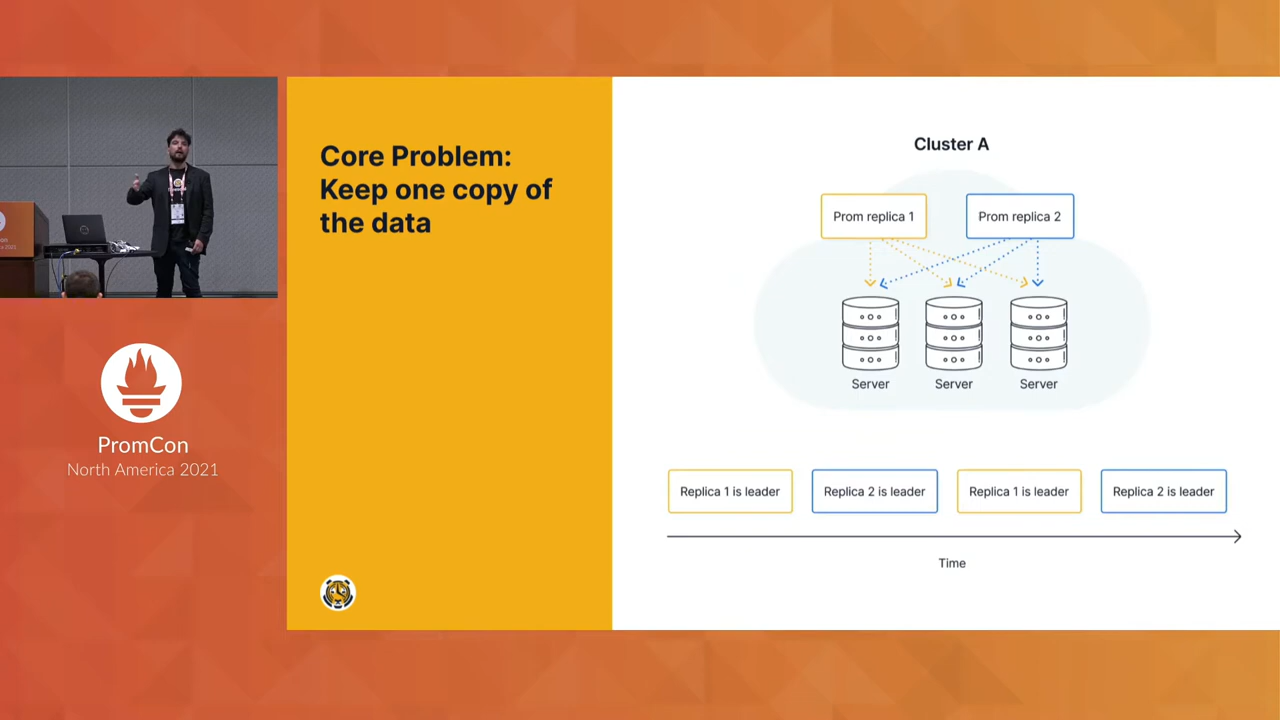 Core Problem:
Keep one copy of
the data
Cluster A
Prom replica 1
Prom replica 2
Server
Server
Server
Replica 1 is leader
Replica 2 is leader
Replica 1 is leader
Replica 2 is leader
Time
PromCon
North America 2021